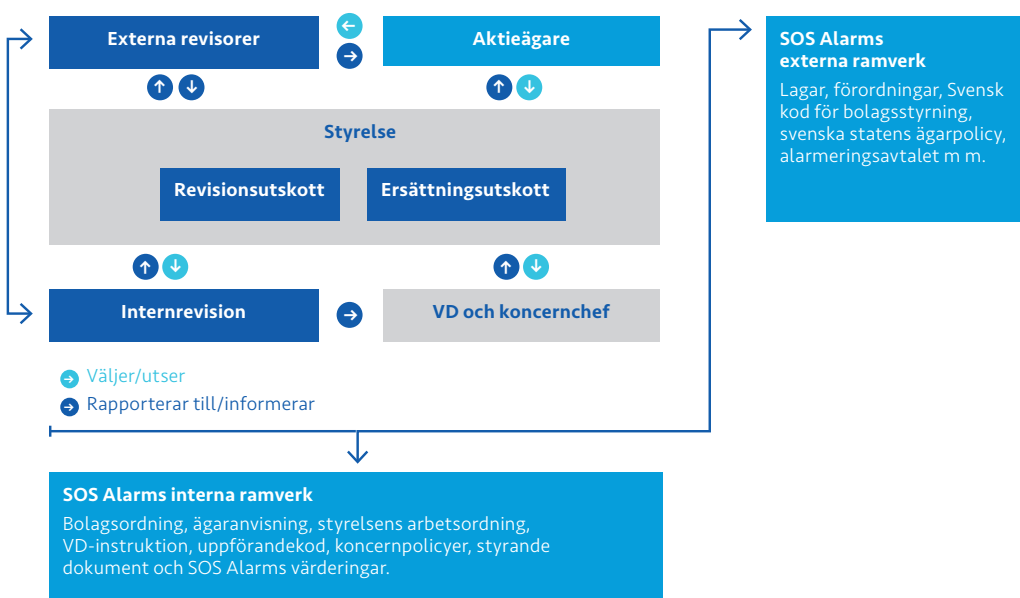 Externa revisorer
Aktieägare
Styrelse
Revisionsutskott
Ersättningsutskott
Internrevision
VD och koncernchef
Väljer/utser
Rapporterar till/informerar
SOS Alarms
externa ramverk
Lagar, förordningar, Svensk
kod för bolagsstyrning,
svenska statens ägarpolicy,
alarmeringsavtalet m m.
SOS Alarms interna ramverk
Bolagsordning, ägaranvisning, styrelsens arbetsordning,
VD-instruktion, uppförandekod, koncernpolicyer, styrande
dokument och SOS Alarms värderingar.